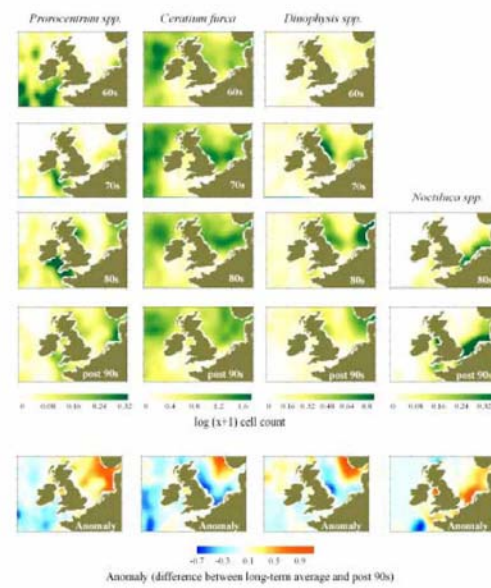 Prorocentrum spp. Ceratium furca Dinophysis spp.
60s 60s 60s
70s 70s 70s
Noctiluca spp.
80s 80s 80s 80s
post 90s post 90s post 90s post 90s
0 0.08 0.16 0.24 0.32 0 0.4 1.2 1.6 0 0.16 0.32 0.48 0.64 0.8 0 0.08 0.16 0.24 0.32
log (x+1) cell count
Anomaly Anomaly Anomaly Anomaly
-0.7 -0.3 0.3 0.9
Anomaly (difference between long-term average and post 90s)